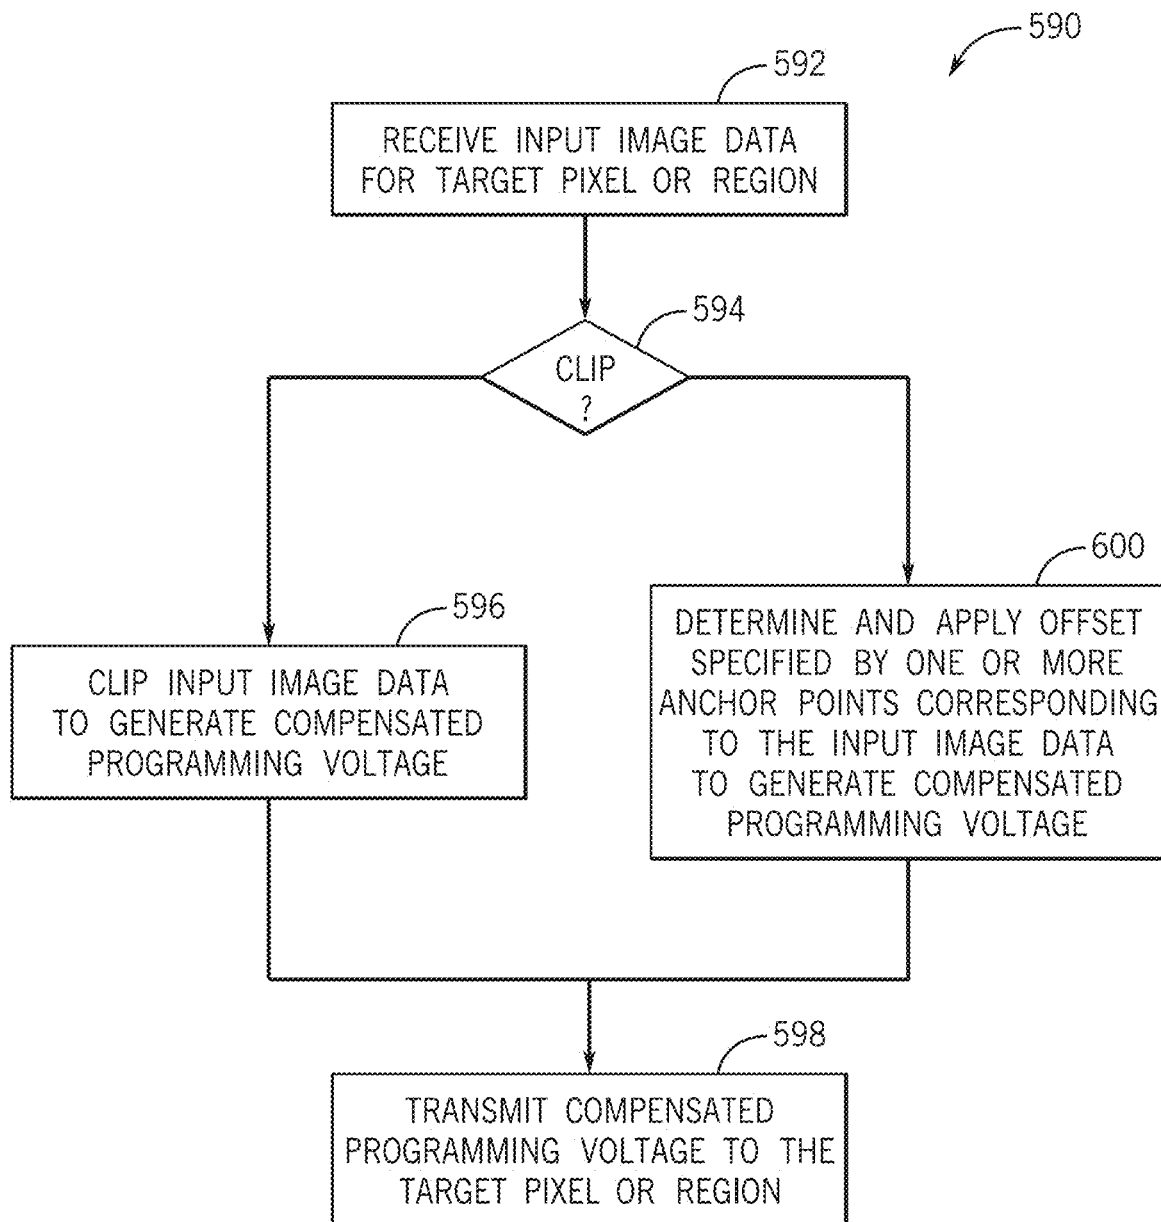 590
592
RECEIVE INPUT IMAGE DATA
FOR TARGET PIXEL OR REGION
594
CLIP
?
596
CLIP INPUT IMAGE DATA
TO GENERATE COMPENSATED
PROGRAMMING VOLTAGE
600
DETERMINE AND APPLY OFFSET
SPECIFIED BY ONE OR MORE
ANCHOR POINTS CORRESPONDING
TO THE INPUT IMAGE DATA
TO GENERATE COMPENSATED
PROGRAMMING VOLTAGE
598
TRANSMIT COMPENSATED
PROGRAMMING VOLTAGE TO THE
TARGET PIXEL OR REGION